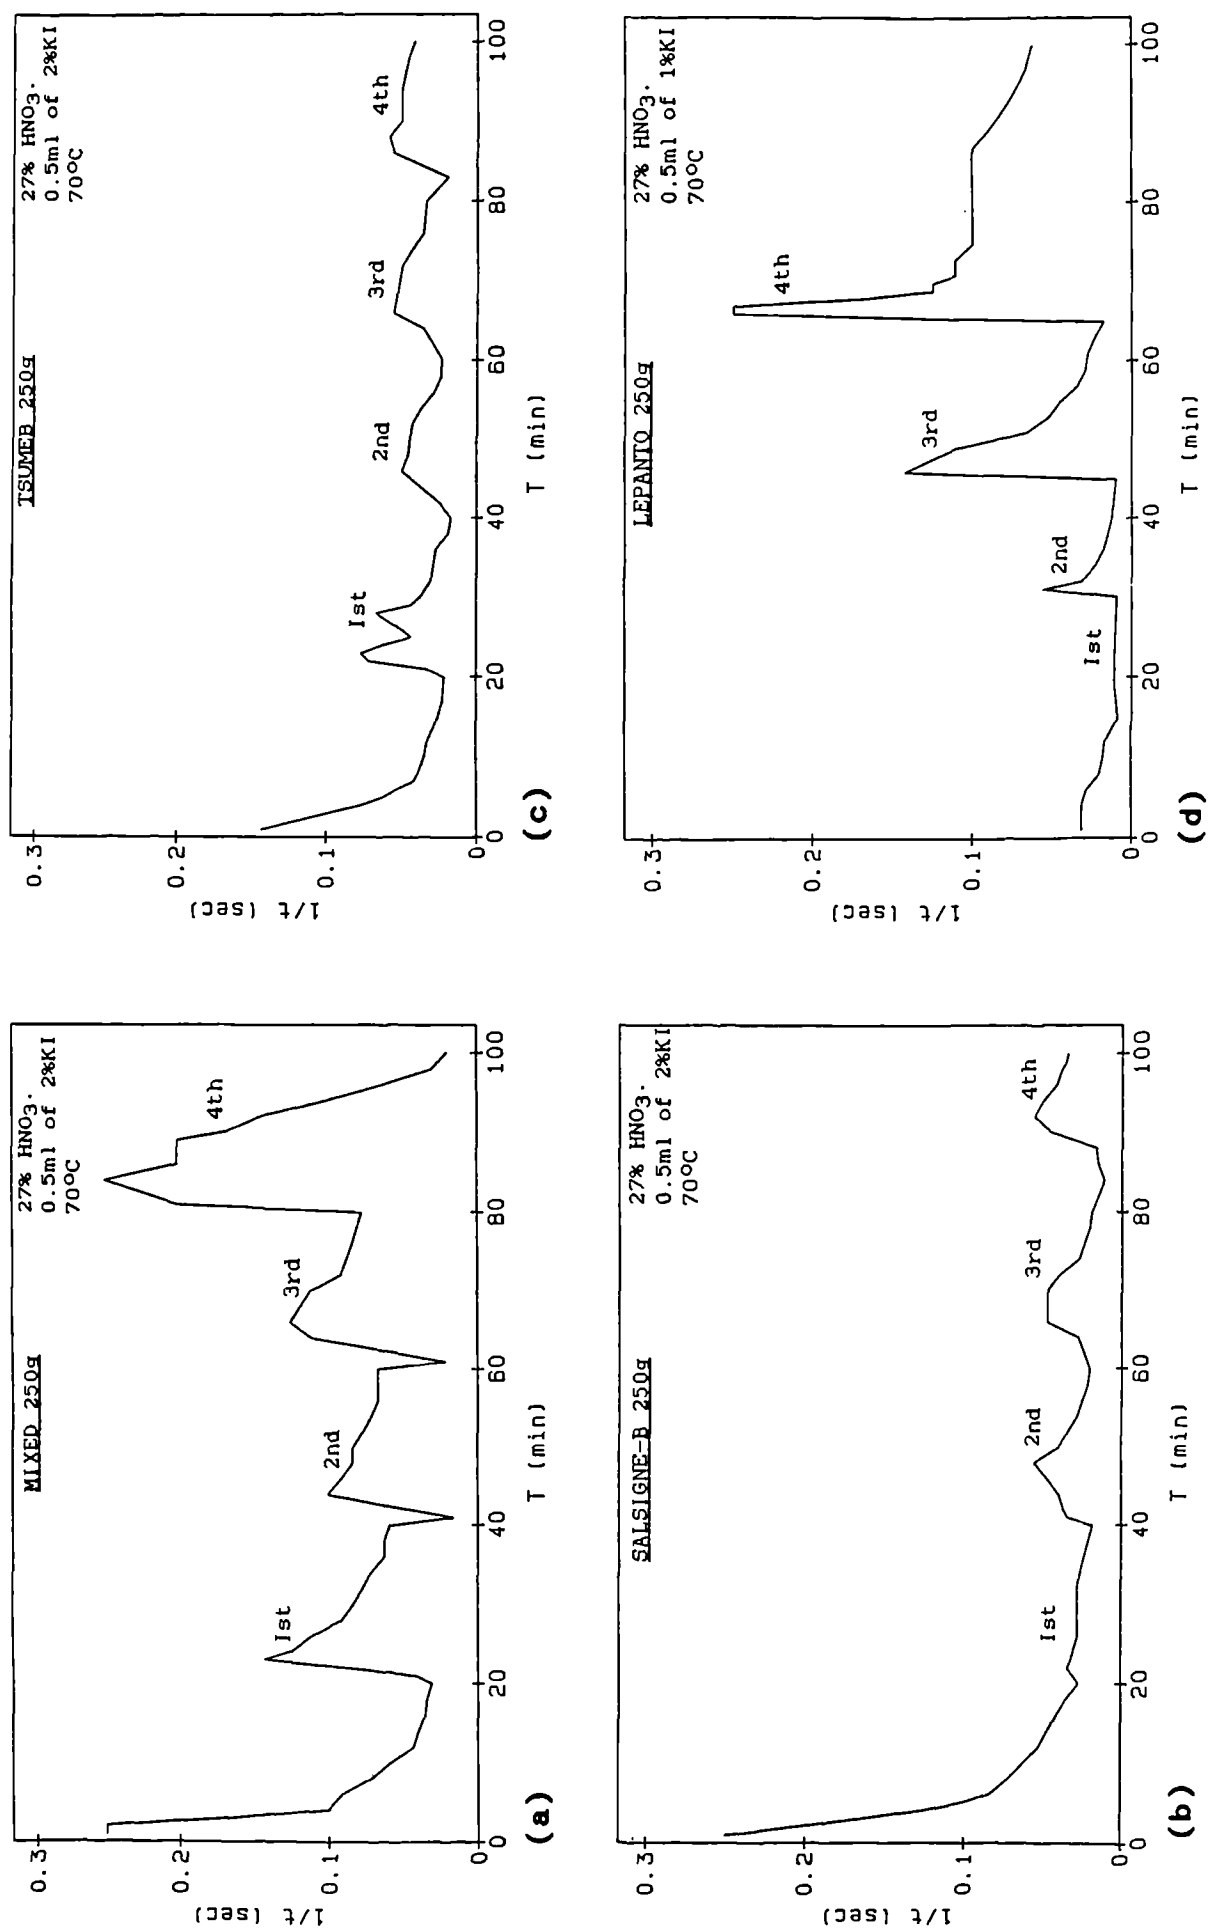 MIXED 250g
27% HNO3.
0.5ml of 2%KI
70°C
0.3
0.2
0.1
0
1/t (sec)
Ist
2nd
3rd
4th
0 20 40 60 80 100
T (min)
(a)
SALSIGNE-B 250g
27% HNO3.
0.5ml of 2%KI
70°C
0.3
0.2
0.1
0
1/t (sec)
Ist
2nd
3rd
4th
0 20 40 60 80 100
T (min)
(b)
TSUMEB 250g
27% HNO3.
0.5ml of 2%KI
70°C
0.3
0.2
0.1
0
1/t (sec)
Ist
2nd
3rd
4th
0 20 40 60 80 100
T (min)
(c)
LEPANTO 250g
27% HNO3.
0.5ml of 1%KI
70°C
0.3
0.2
0.1
0
1/t (sec)
Ist
2nd
3rd
4th
0 20 40 60 80 100
T (min)
(d)